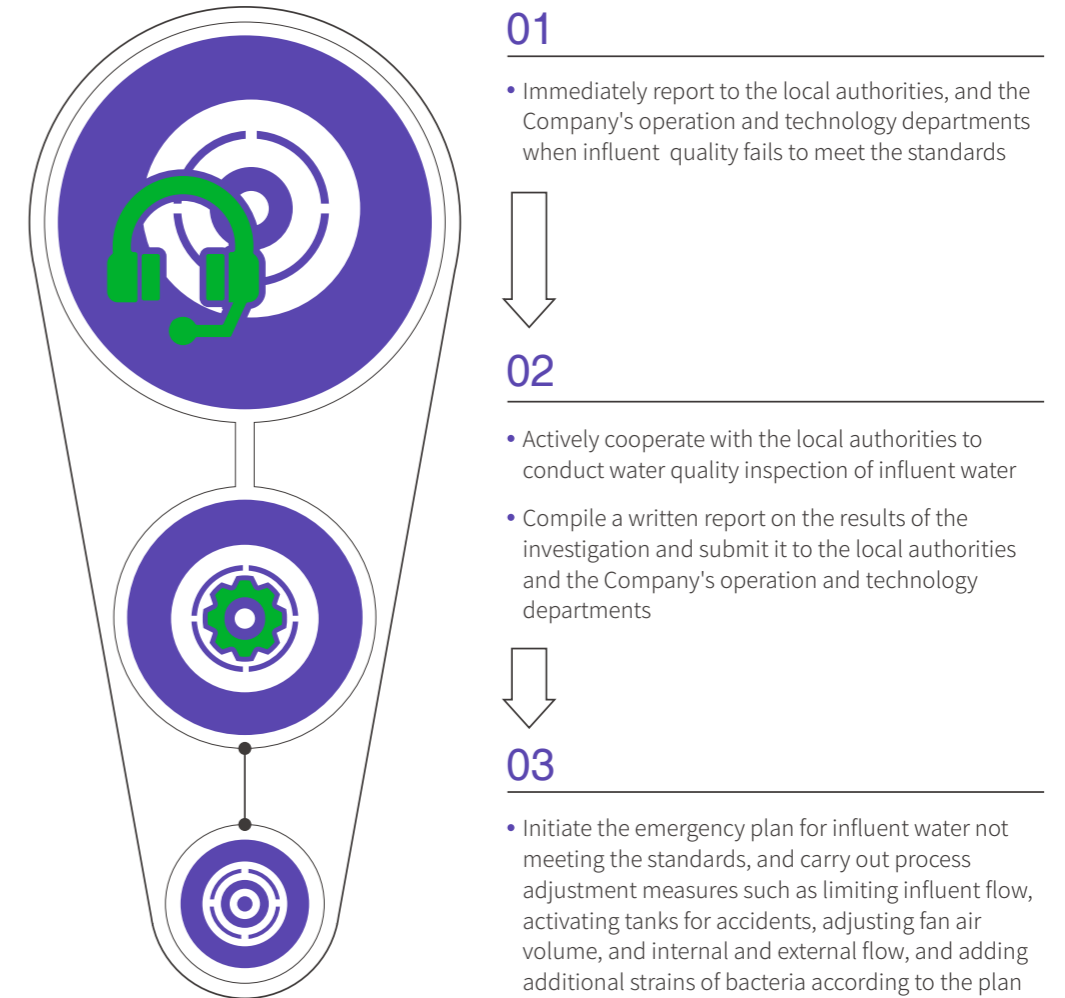 01
• Immediately report to the local authorities, and the
Company's operation and technology departments
when influent quality fails to meet the standards
02
• Actively cooperate with the local authorities to
conduct water quality inspection of influent water
• Compile a written report on the results of the
investigation and submit it to the local authorities
and the Company's operation and technology
departments
03
• Initiate the emergency plan for influent water not
meeting the standards, and carry out process
adjustment measures such as limiting influent flow,
activating tanks for accidents, adjusting fan air
volume, and internal and external flow, and adding
additional strains of bacteria according to the plan